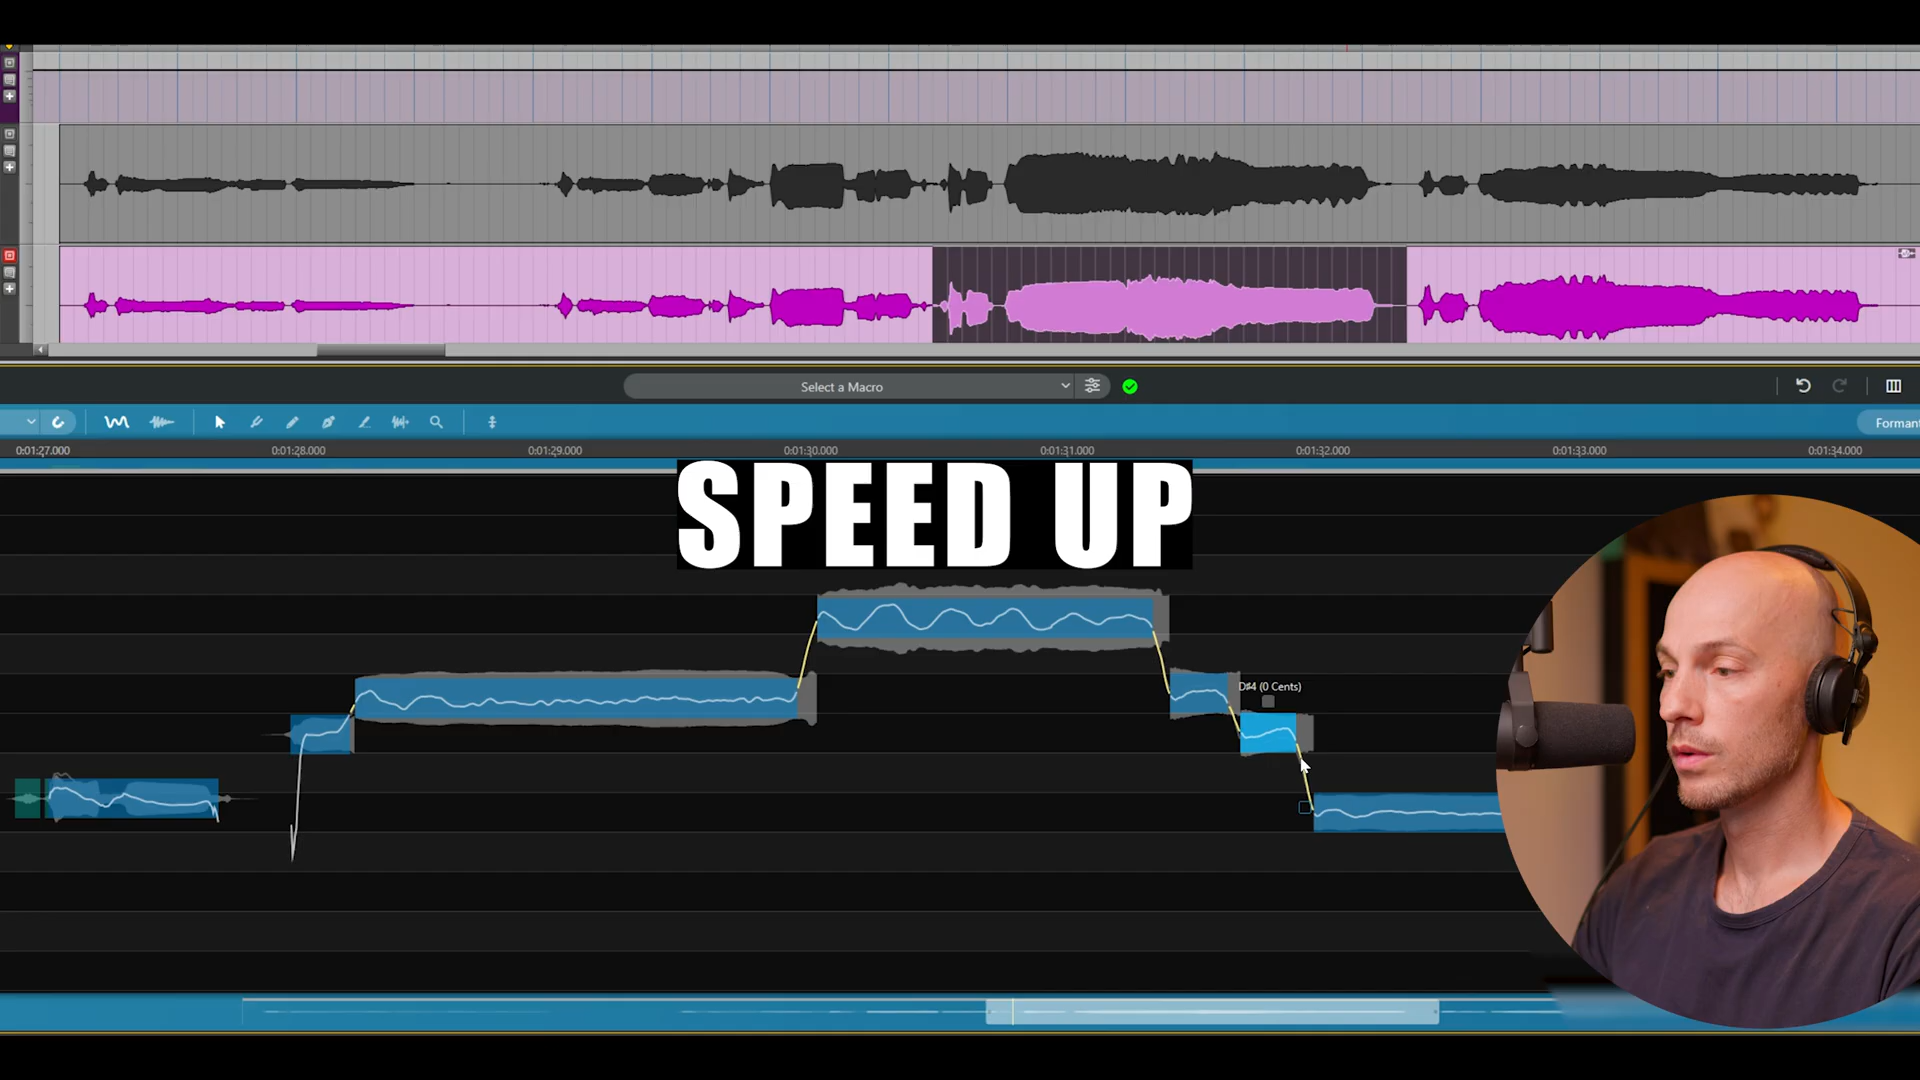 Select a Macro
Formant
0:01:27.000 0:01:28.000 0:01:29.000 0:01:30.000 0:01:31.000 0:01:32.000 0:01:33.000 0:01:34.000
SPEED UP
D#4 (0 Cents)